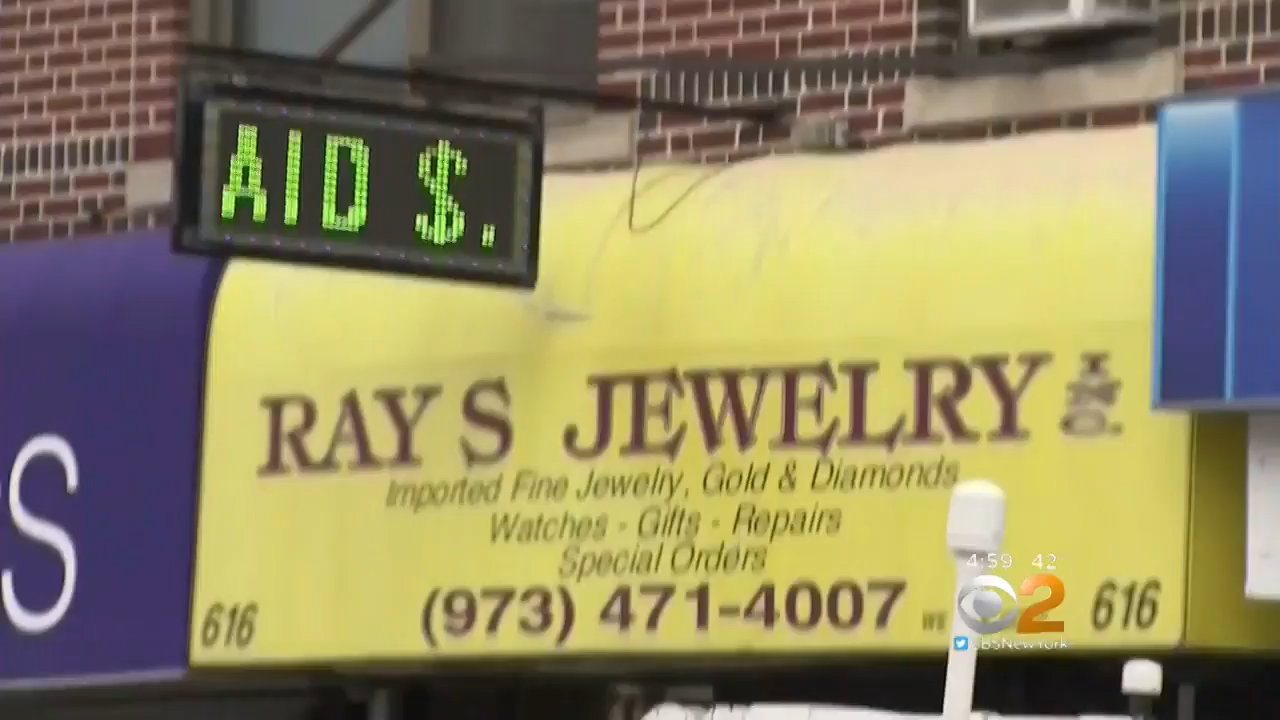 AID $.
RAY S JEWELRY INC.
Imported Fine Jewelry, Gold & Diamonds
Watches - Gifts - Repairs
Special Orders
(973) 471-4007
616
616
S
4:59 42
2
CBSNewYork